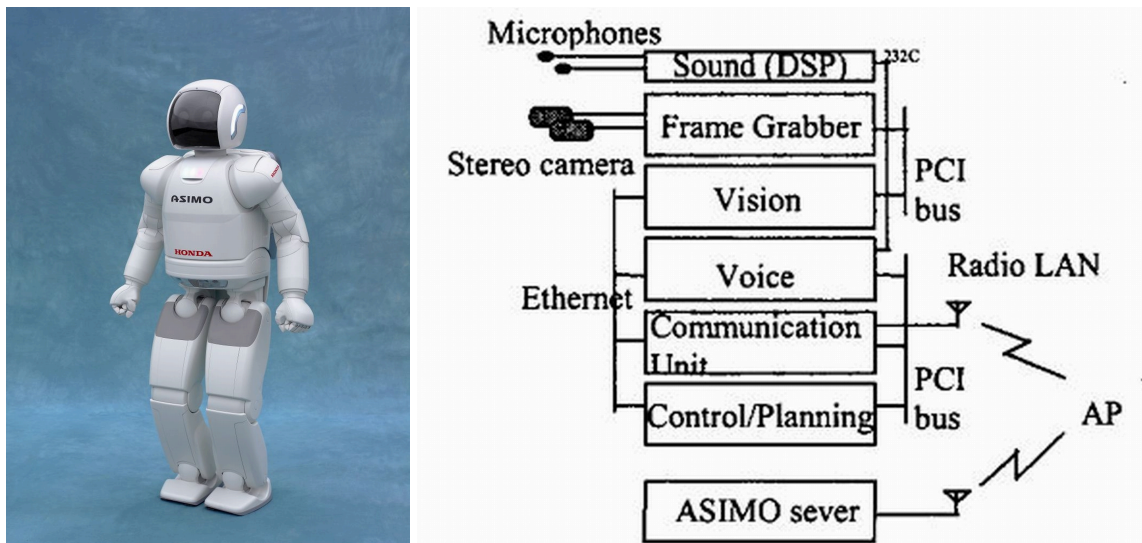 ASIMO
HONDA
HONDA
Microphones
Sound (DSP)
232C
Frame Grabber
Stereo camera
PCI
bus
Vision
Voice
Radio LAN
Ethernet
Communication
Unit
PCI
bus
Control/Planning
AP
ASIMO sever